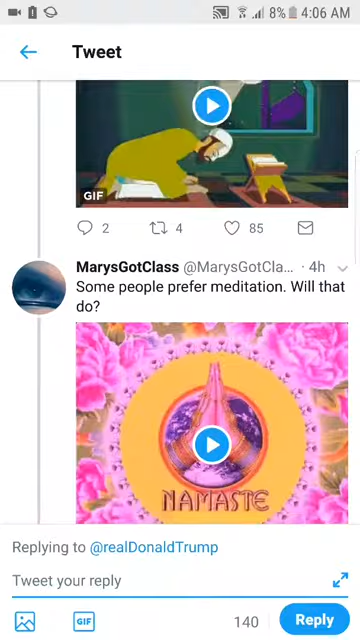 8% 4:06 AM
Tweet
GIF
2 4 85
MarysGotClass @MarysGotCla... · 4h
Some people prefer meditation. Will that
do?
NAMASTE
Replying to @realDonaldTrump
Tweet your reply
GIF 140 Reply